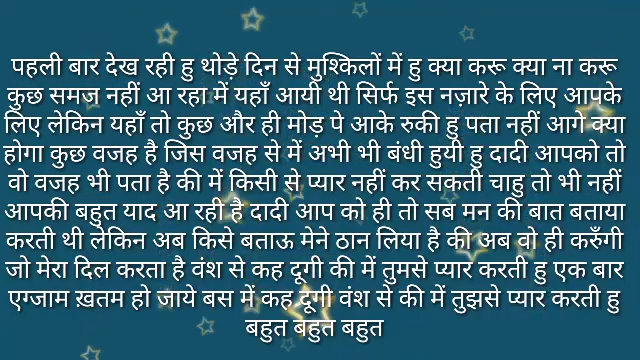 पहली बार देख रही हु थोड़े दिन से मुश्किलों में हु क्या करू क्या ना करू
कुछ समज नहीं आ रहा में यहाँ आयी थी सिर्फ इस नज़ारे के लिए आपके
लिए लेकिन यहाँ तो कुछ और ही मोड़ पे आके रुकी हु पता नहीं आगे क्या
होगा कुछ वजह है जिस वजह से में अभी भी बंधी हुयी हु दादी आपको तो
वो वजह भी पता है की में किसी से प्यार नहीं कर सकती चाहु तो भी नहीं
आपकी बहुत याद आ रही है दादी आप को ही तो सब मन की बात बताया
करती थी लेकिन अब किसे बताऊ मेने ठान लिया है की अब वो ही करुँगी
जो मेरा दिल करता है वंश से कह दूगी की में तुमसे प्यार करती हु एक बार
एग्जाम ख़तम हो जाये बस में कह दूंगी वंश से की में तुझसे प्यार करती हु
बहुत बहुत बहुत